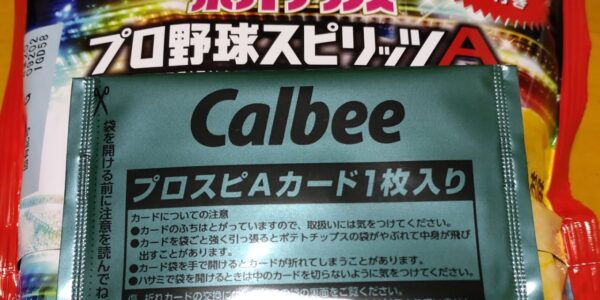 ポテトチップス
プロ野球スピリッツA
Calbee
プロスピAカード1枚入り
カードについての注意
●カードのふちはとがっていますので、取扱いには気をつけてください。
●カードを袋ごと強く引っ張るとポテトチップスの袋がやぶれて中身が飛び
出すことがあります。
●カード袋を手で開けるとカードが折れてしまうことがあります。
●ハサミで袋を開けるときは中のカードを切らないように気をつけてください。
袋を開ける前に注意を読んでね